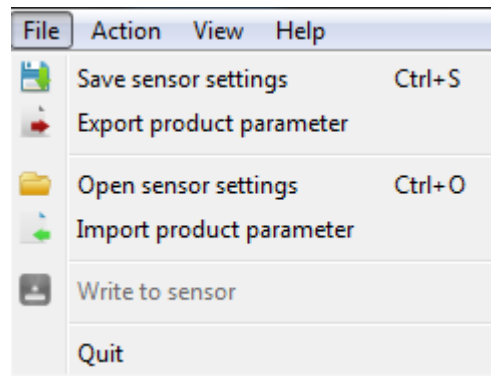 File Action View Help
Save sensor settings Ctrl+S
Export product parameter
Open sensor settings Ctrl+O
Import product parameter
Write to sensor
Quit